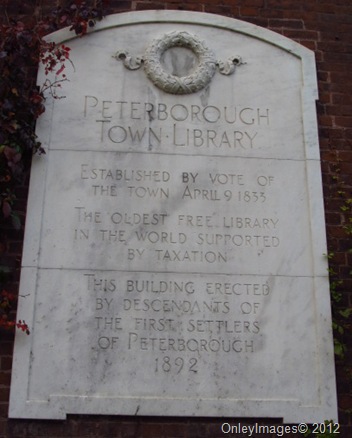 PETERBOROUGH
TOWN·LIBRARY
ESTABLISHED BY VOTE OF
THE TOWN APRIL 9 1833
THE OLDEST FREE LIBRARY
IN THE WORLD SUPPORTED
BY TAXATION
THIS BUILDING ERECTED
BY DESCENDANTS OF
THE FIRST SETTLERS
OF PETERBOROUGH
1892
OnleyImages© 2012